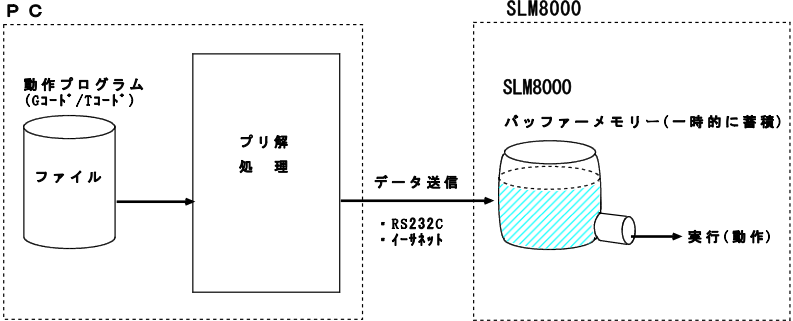 ＰＣ
動作プログラム
(Gｺｰﾄﾞ/Tｺｰﾄﾞ)
ファイル
プリ解
処　理
データ送信
・RS232C
・ｲｰｻﾈｯﾄ
SLM8000
SLM8000
バッファーメモリー(一時的に蓄積)
実行(動作)